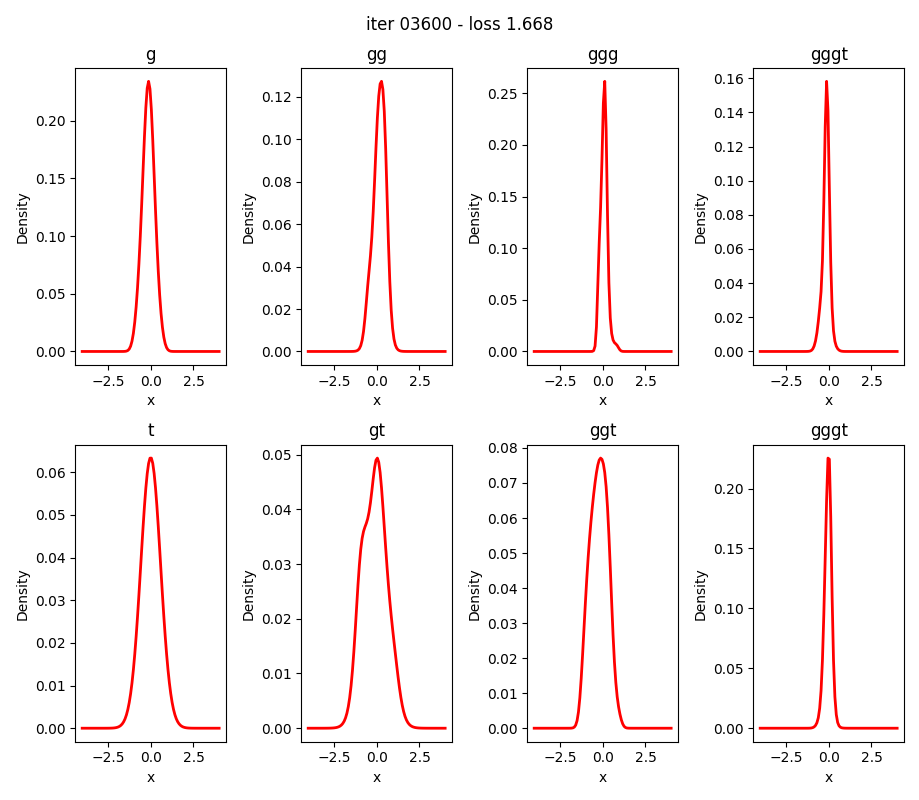 iter 03600 - loss 1.668
g gg ggg gggt
0.20 0.15 0.10 0.05 0.00
Density
−2.5 0.0 2.5
x
0.12 0.10 0.08 0.06 0.04 0.02 0.00
Density
−2.5 0.0 2.5
x
0.25 0.20 0.15 0.10 0.05 0.00
Density
−2.5 0.0 2.5
x
0.16 0.14 0.12 0.10 0.08 0.06 0.04 0.02 0.00
Density
−2.5 0.0 2.5
x
t gt ggt gggt
0.06 0.05 0.04 0.03 0.02 0.01 0.00
Density
−2.5 0.0 2.5
x
0.05 0.04 0.03 0.02 0.01 0.00
Density
−2.5 0.0 2.5
x
0.08 0.07 0.06 0.05 0.04 0.03 0.02 0.01 0.00
Density
−2.5 0.0 2.5
x
0.20 0.15 0.10 0.05 0.00
Density
−2.5 0.0 2.5
x